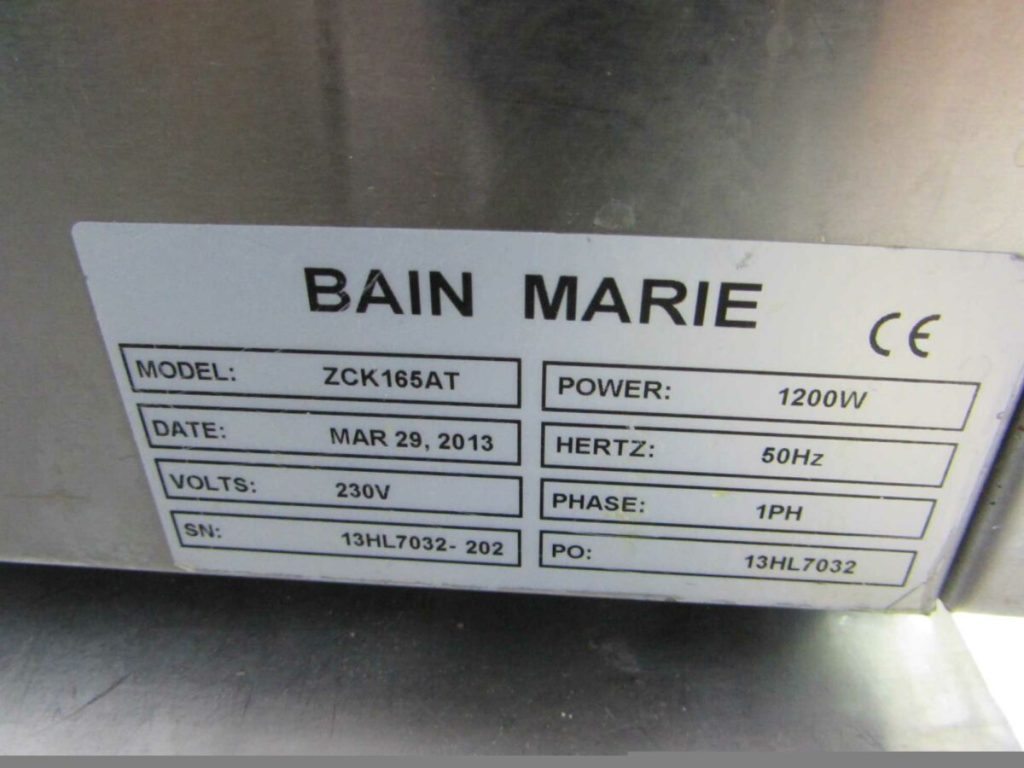 BAIN MARIE
CE
MODEL: ZCK165AT
POWER: 1200W
DATE: MAR 29, 2013
HERTZ: 50Hz
VOLTS: 230V
PHASE: 1PH
SN: 13HL7032- 202
PO: 13HL7032